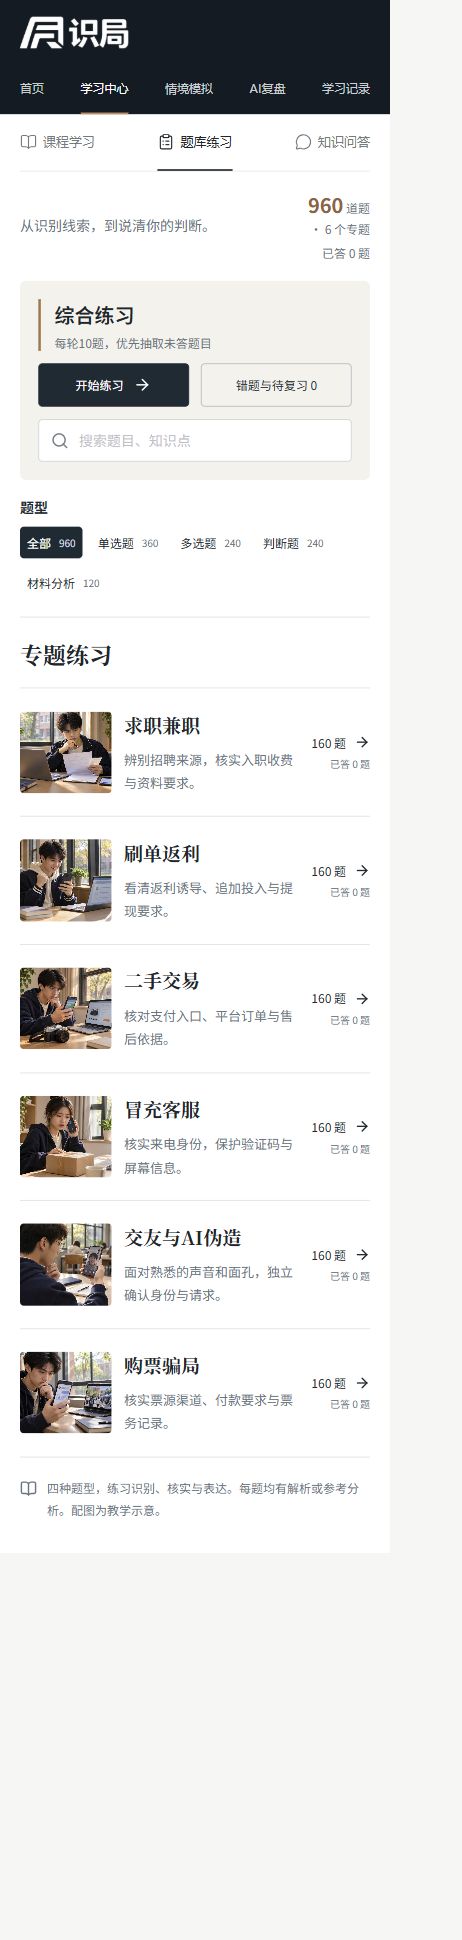 识局
首页 学习中心 情境模拟 AI复盘 学习记录
课程学习 题库练习 知识问答
从识别线索，到说清你的判断。
960 道题
· 6 个专题
已答 0 题
综合练习
每轮10题，优先抽取未答题目
开始练习 错题与待复习 0
搜索题目、知识点
题型
全部 960 单选题 360 多选题 240 判断题 240
材料分析 120
专题练习
求职兼职
辨别招聘来源，核实入职收费
与资料要求。
160 题
已答 0 题
刷单返利
看清返利诱导、追加投入与提
现要求。
160 题
已答 0 题
二手交易
核对支付入口、平台订单与售
后依据。
160 题
已答 0 题
冒充客服
核实来电身份，保护验证码与
屏幕信息。
160 题
已答 0 题
交友与AI伪造
面对熟悉的声音和面孔，独立
确认身份与请求。
160 题
已答 0 题
购票骗局
核实票源渠道、付款要求与票
务记录。
160 题
已答 0 题
四种题型，练习识别、核实与表达。每题均有解析或参考分
析。配图为教学示意。